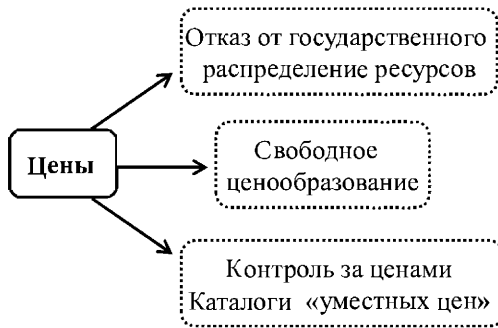 Отказ от государственного
распределение ресурсов
Цены
Свободное
ценообразование
Контроль за ценами
Каталоги «уместных цен»